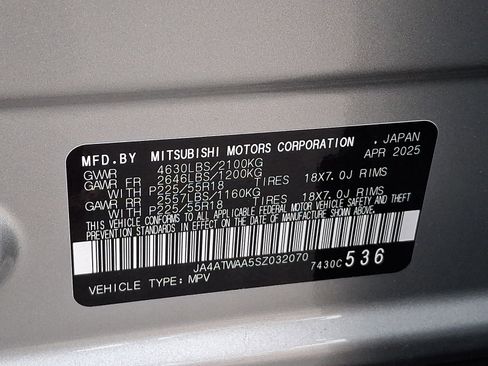 MFD.BY MITSUBISHI MOTORS CORPORATION . JAPAN
GVWR 4630LBS/2100KG APR 2025
GAWR FR 2646LBS/1200KG
WITH P225/55R18 TIRES 18X7.0J RIMS
GAWR RR 2557LBS/1160KG
WITH P225/55R18 TIRES 18X7.0J RIMS
THIS VEHICLE CONFORMS TO ALL APPLICABLE FEDERAL MOTOR VEHICLE SAFETY, BUMPER, AND THEFT
PREVENTION STANDARDS IN EFFECT ON THE DATE OF MANUFACTURE SHOWN ABOVE.
JA4ATWAA5SZ032070 7430C 536
VEHICLE TYPE: MPV